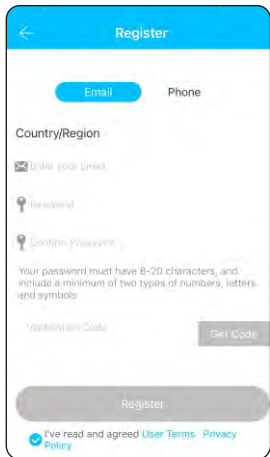 Register
Email Phone
Country/Region
Enter your Email
Password
Confirm Password
Your password must have 8-20 characters, and
include a minimum of two types of numbers, letters
and symbols
Verification Code Get Code
Register
I've read and agreed User Terms Privacy
Policy